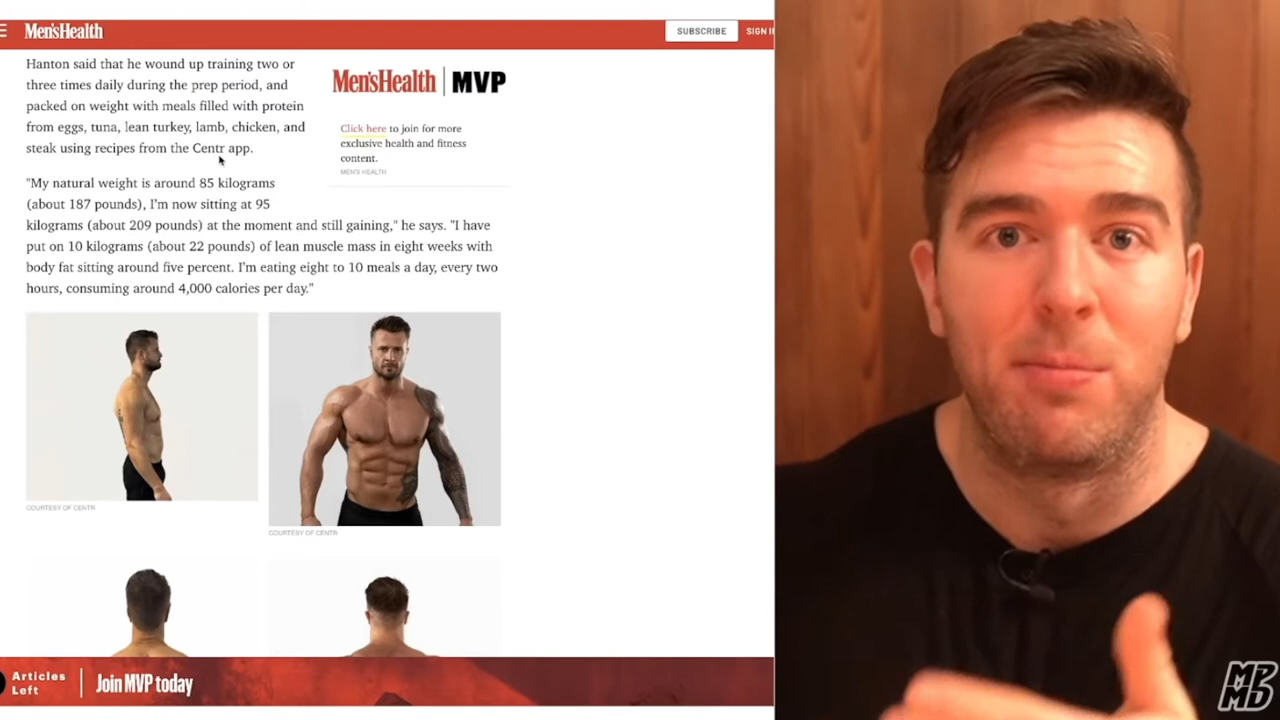 Men'sHealth
SUBSCRIBE
SIGN I
Hanton said that he wound up training two or
three times daily during the prep period, and
packed on weight with meals filled with protein
from eggs, tuna, lean turkey, lamb, chicken, and
steak using recipes from the Centr app.
Men'sHealth | MVP
Click here to join for more
exclusive health and fitness
content.
MEN'S HEALTH
"My natural weight is around 85 kilograms
(about 187 pounds), I'm now sitting at 95
kilograms (about 209 pounds) at the moment and still gaining," he says. "I have
put on 10 kilograms (about 22 pounds) of lean muscle mass in eight weeks with
body fat sitting around five percent. I'm eating eight to 10 meals a day, every two
hours, consuming around 4,000 calories per day."
COURTESY OF CENTR
COURTESY OF CENTR
Articles
Left
Join MVP today
MBMD